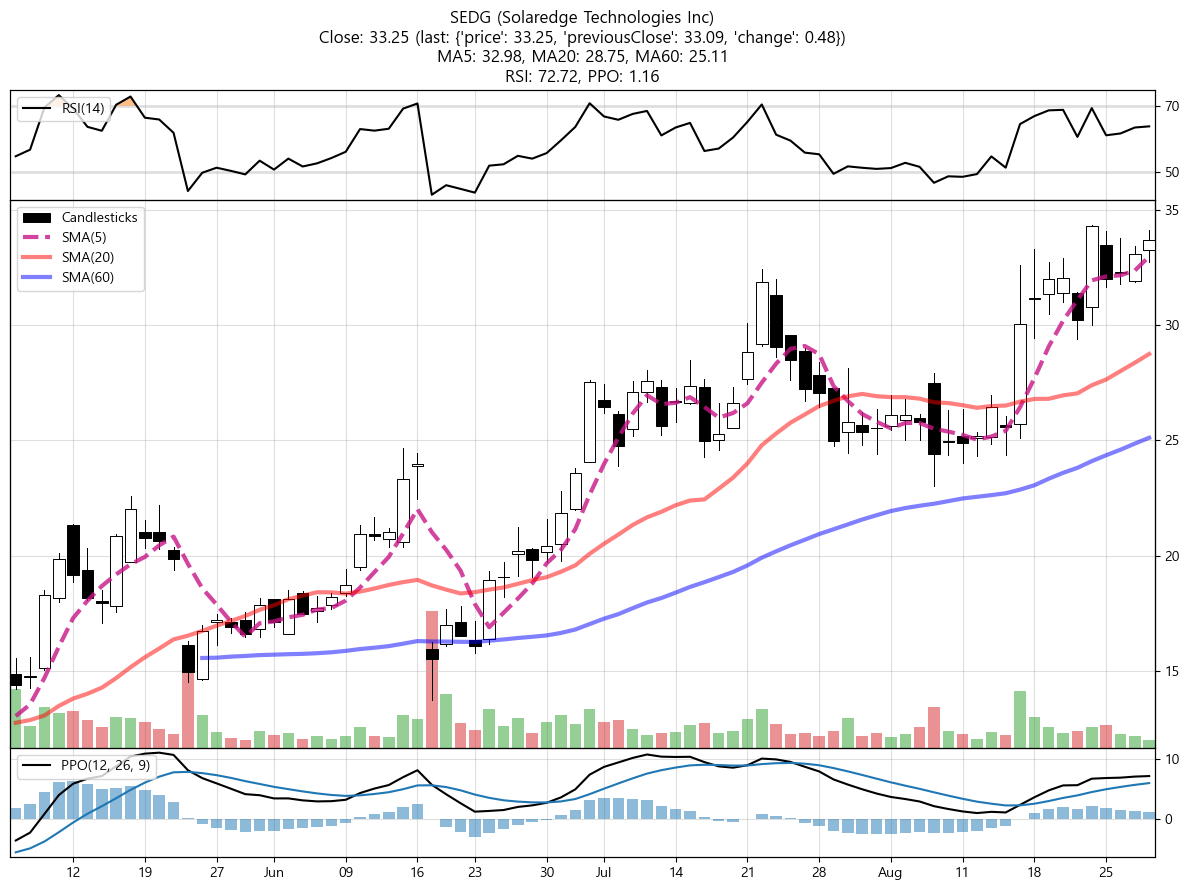 SEDG (Solaredge Technologies Inc)
Close: 33.25 (last: {'price': 33.25, 'previousClose': 33.09, 'change': 0.48})
MA5: 32.98, MA20: 28.75, MA60: 25.11
RSI: 72.72, PPO: 1.16
RSI(14)
70
50
Candlesticks
SMA(5)
SMA(20)
SMA(60)
35
30
25
20
15
PPO(12, 26, 9)
10
0
12 19 27 Jun 09 16 23 30 Jul 14 21 28 Aug 11 18 25